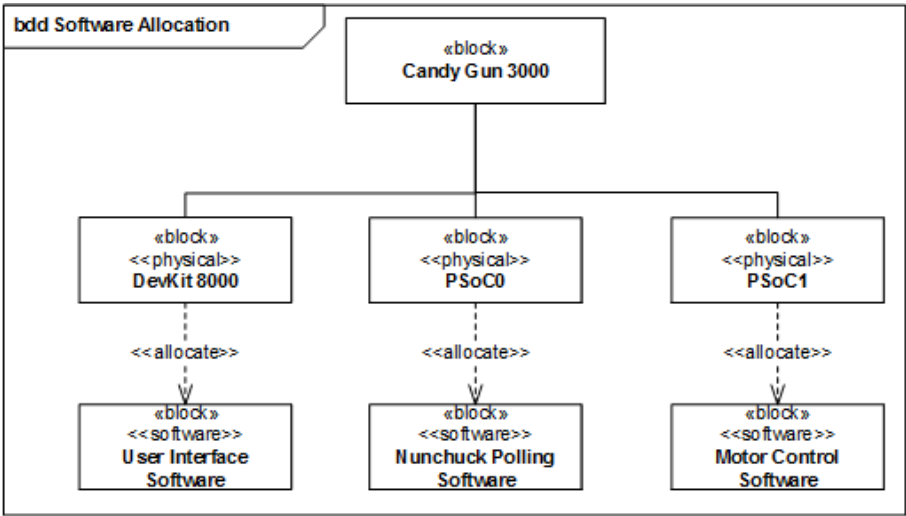 bdd Software Allocation
«block»
Candy Gun 3000
«block»
<<physical>>
DevKit 8000
«block»
<<physical>>
PSoC0
«block»
<<physical>>
PSoC1
<<allocate>>
<<allocate>>
<<allocate>>
«block»
<<software>>
User Interface
Software
«block»
<<software>>
Nunchuck Polling
Software
«block»
<<software>>
Motor Control
Software